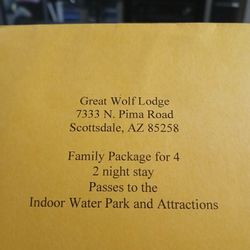 Great Wolf Lodge
7333 N. Pima Road
Scottsdale, AZ 85258
Family Package for 4
2 night stay
Passes to the
Indoor Water Park and Attractions